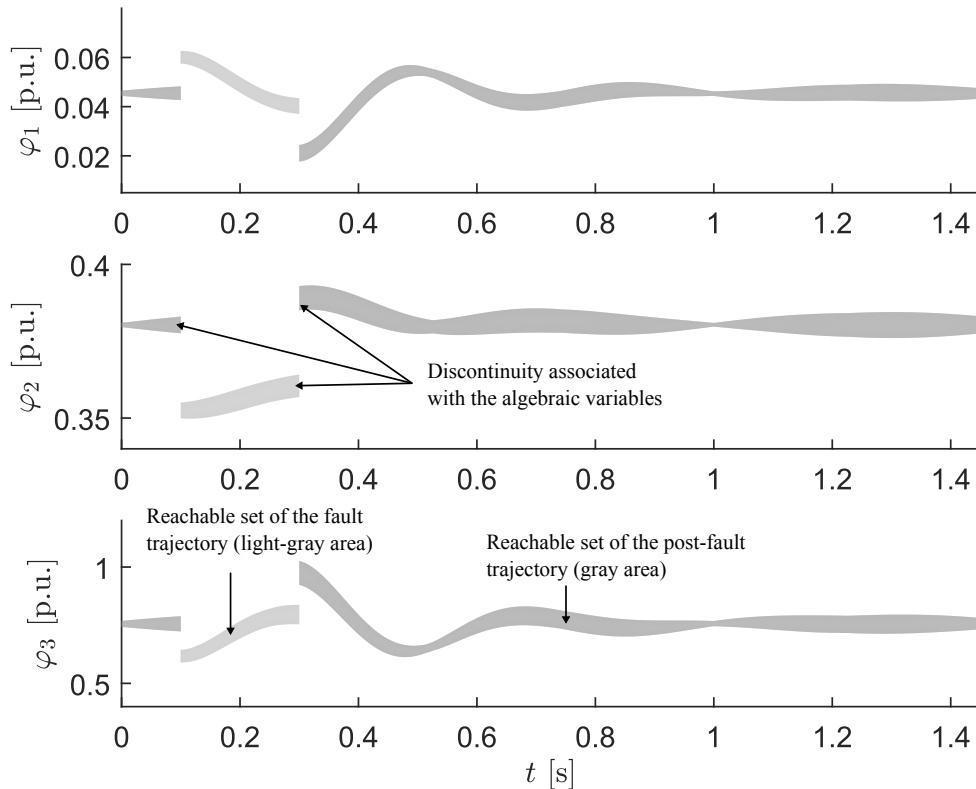 0.06
0.04
0.02
φ1 [p.u.]
0 0.2 0.4 0.6 0.8 1 1.2 1.4
0.4
0.35
φ2 [p.u.]
Discontinuity associated
with the algebraic variables
0 0.2 0.4 0.6 0.8 1 1.2 1.4
Reachable set of the fault
trajectory (light-gray area)
Reachable set of the post-fault
trajectory (gray area)
1
0.5
φ3 [p.u.]
0 0.2 0.4 0.6 0.8 1 1.2 1.4
t [s]